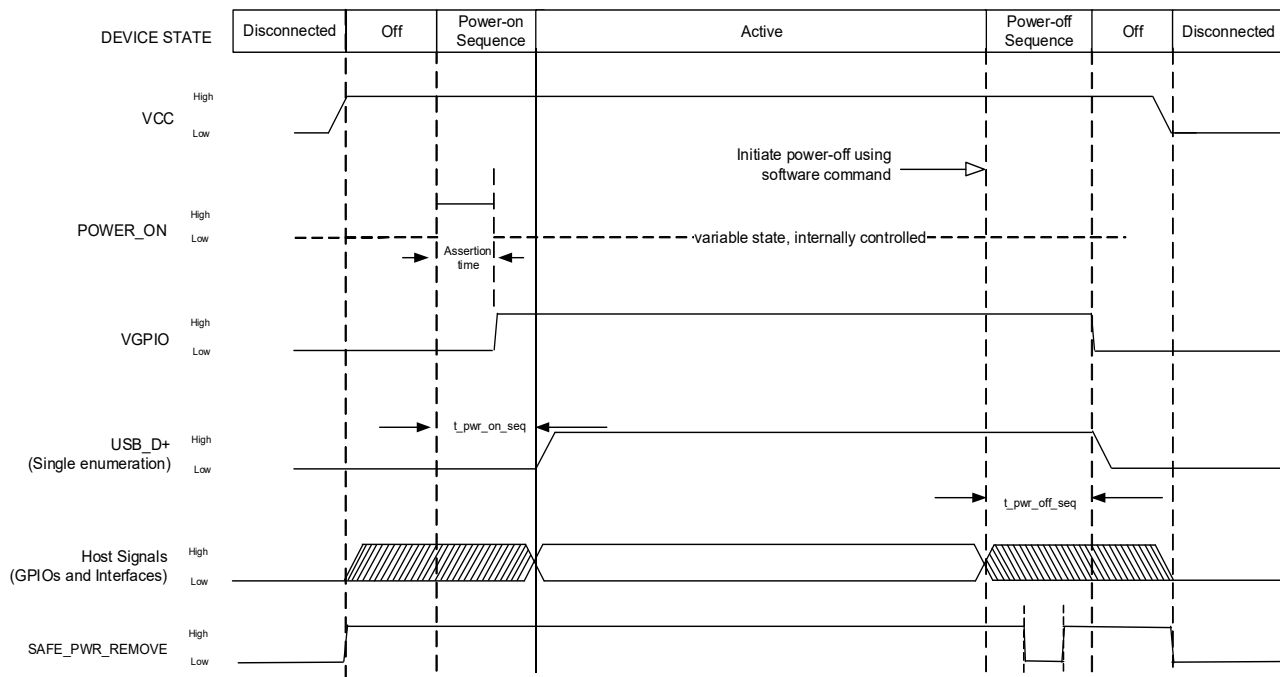 DEVICE STATE
Disconnected
Off
Power-on
Sequence
Active
Power-off
Sequence
Off
Disconnected
VCC
High
Low
Initiate power-off using
software command
POWER_ON
High
Low
variable state, internally controlled
Assertion
time
VGPIO
High
Low
t_pwr_on_seq
USB_D+
(Single enumeration)
High
Low
t_pwr_off_seq
Host Signals
(GPIOs and Interfaces)
High
Low
SAFE_PWR_REMOVE
High
Low